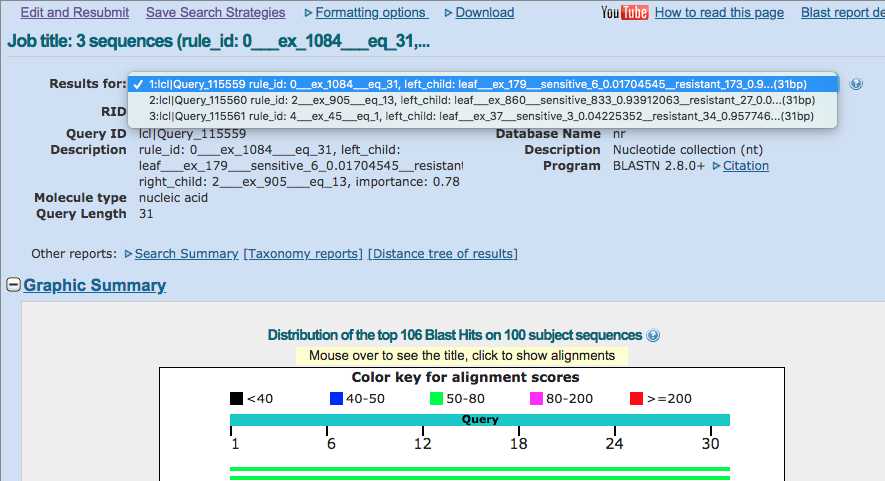 Edit and Resubmit Save Search Strategies Formatting options Download YouTube How to read this page Blast report de
Job title: 3 sequences (rule_id: 0___ex_1084___eq_31,...
Results for:
✓ 1:lcl|Query_115559 rule_id: 0___ex_1084___eq_31, left_child: leaf___ex_179___sensitive_6_0.01704545__resistant_173_0.9...(31bp)
2:lcl|Query_115560 rule_id: 2___ex_905___eq_13, left_child: leaf___ex_860___sensitive_833_0.93912063__resistant_27_0.0...(31bp)
3:lcl|Query_115561 rule_id: 4___ex_45___eq_1, left_child: leaf___ex_37___sensitive_3_0.04225352__resistant_34_0.957746...(31bp)
RID
Query ID lcl|Query_115559
Description rule_id: 0___ex_1084___eq_31, left_child:
leaf___ex_179___sensitive_6_0.01704545__resistant
right_child: 2___ex_905___eq_13, importance: 0.78
Molecule type nucleic acid
Query Length 31
Database Name nr
Description Nucleotide collection (nt)
Program BLASTN 2.8.0+ Citation
Other reports: Search Summary [Taxonomy reports] [Distance tree of results]
Graphic Summary
Distribution of the top 106 Blast Hits on 100 subject sequences
Mouse over to see the title, click to show alignments
Color key for alignment scores
<40 40-50 50-80 80-200 >=200
Query
1 6 12 18 24 30